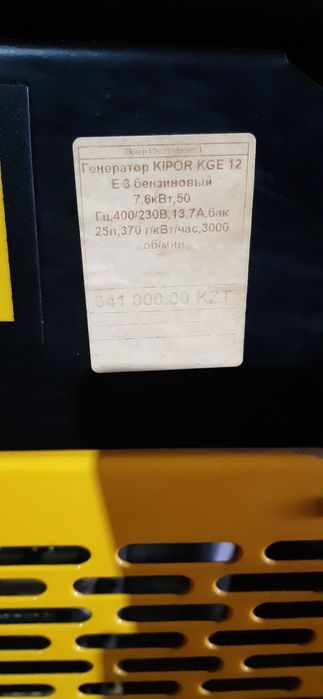 Генератор KIPOR KGE 12
E 3 бензиновый
7,6кВт,50
Гц,400/230В,13,7А,бак
25л,370 г/кВт/час,3000
об/мин
641 000.00 KZT